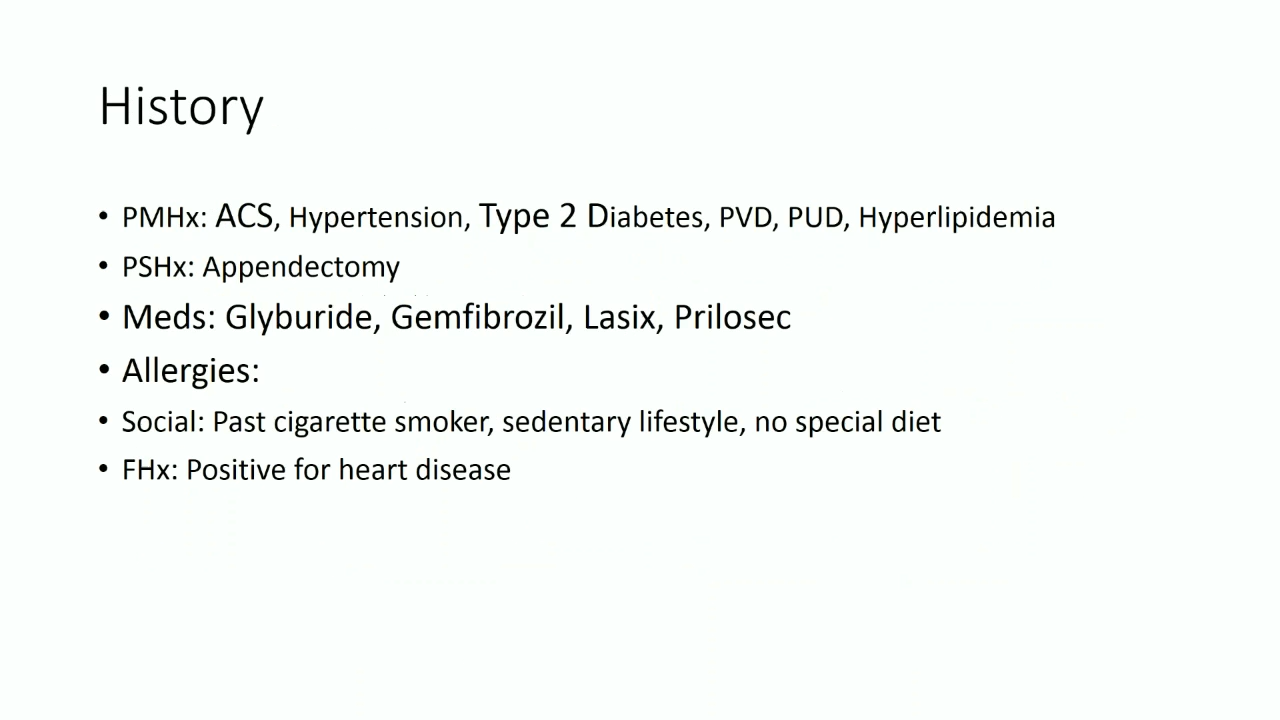 History
• PMHx: ACS, Hypertension, Type 2 Diabetes, PVD, PUD, Hyperlipidemia
• PSHx: Appendectomy
• Meds: Glyburide, Gemfibrozil, Lasix, Prilosec
• Allergies:
• Social: Past cigarette smoker, sedentary lifestyle, no special diet
• FHx: Positive for heart disease